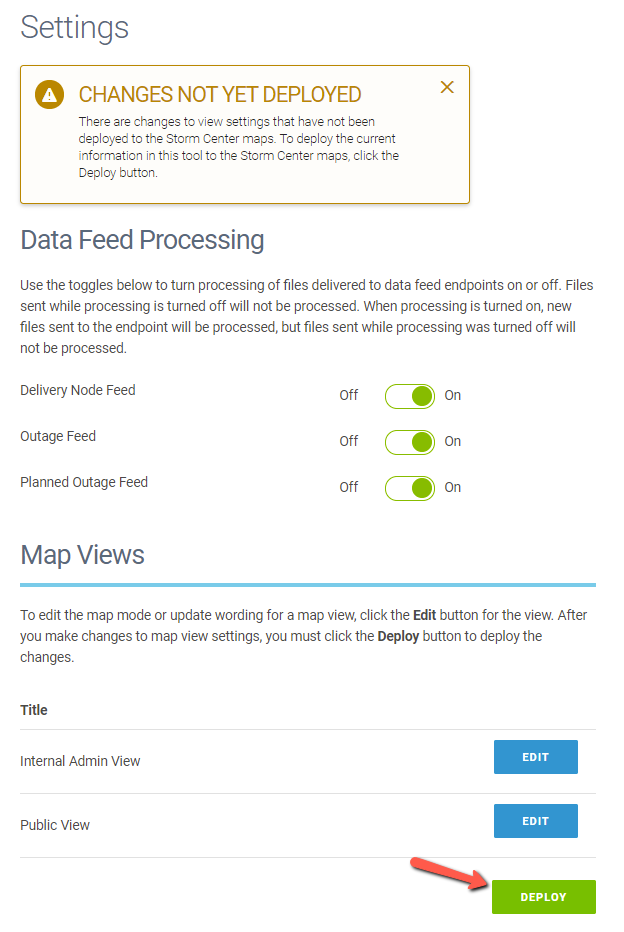 Settings
CHANGES NOT YET DEPLOYED
There are changes to view settings that have not been
deployed to the Storm Center maps. To deploy the current
information in this tool to the Storm Center maps, click the
Deploy button.
Data Feed Processing
Use the toggles below to turn processing of files delivered to data feed endpoints on or off. Files
sent while processing is turned off will not be processed. When processing is turned on, new
files sent to the endpoint will be processed, but files sent while processing was turned off will
not be processed.
Delivery Node Feed Off On
Outage Feed Off On
Planned Outage Feed Off On
Map Views
To edit the map mode or update wording for a map view, click the Edit button for the view. After
you make changes to map view settings, you must click the Deploy button to deploy the
changes.
Title
Internal Admin View EDIT
Public View EDIT
DEPLOY